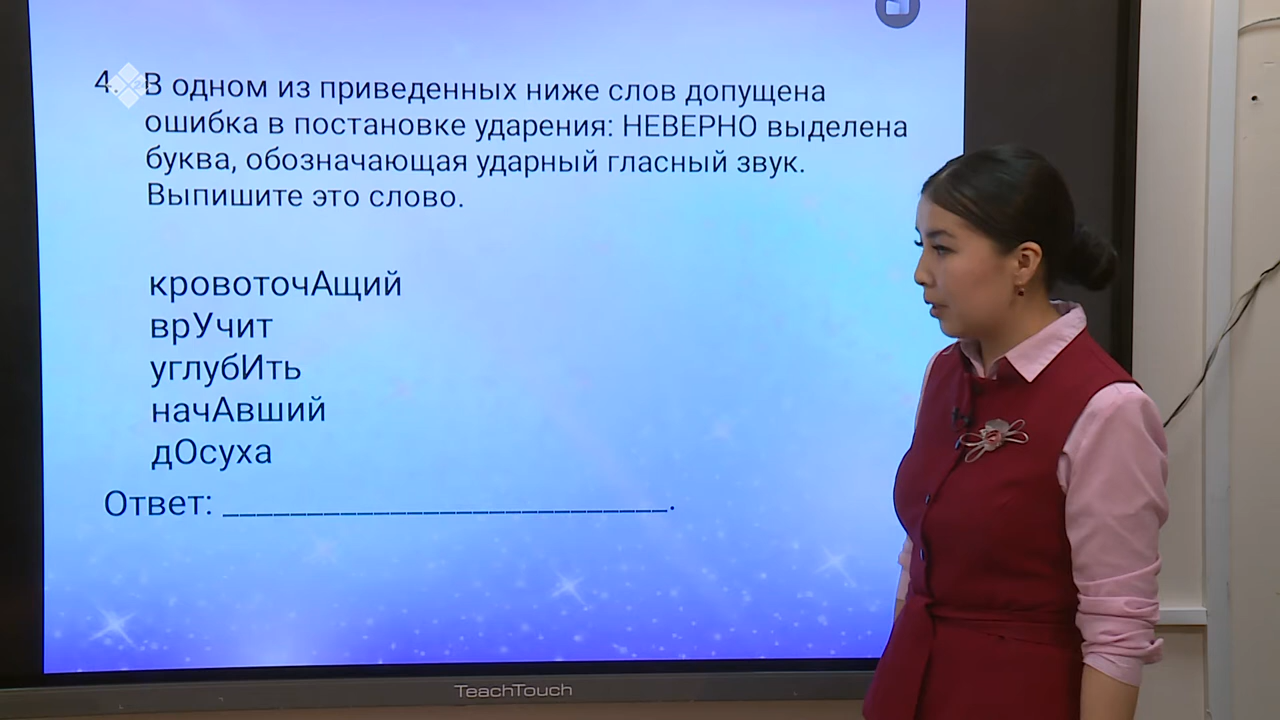 4. В одном из приведенных ниже слов допущена
ошибка в постановке ударения: НЕВЕРНО выделена
буква, обозначающая ударный гласный звук.
Выпишите это слово.
кровоточАщий
врУчит
углубИть
начАвший
дОсуха
Ответ: __________________________.
TeachTouch